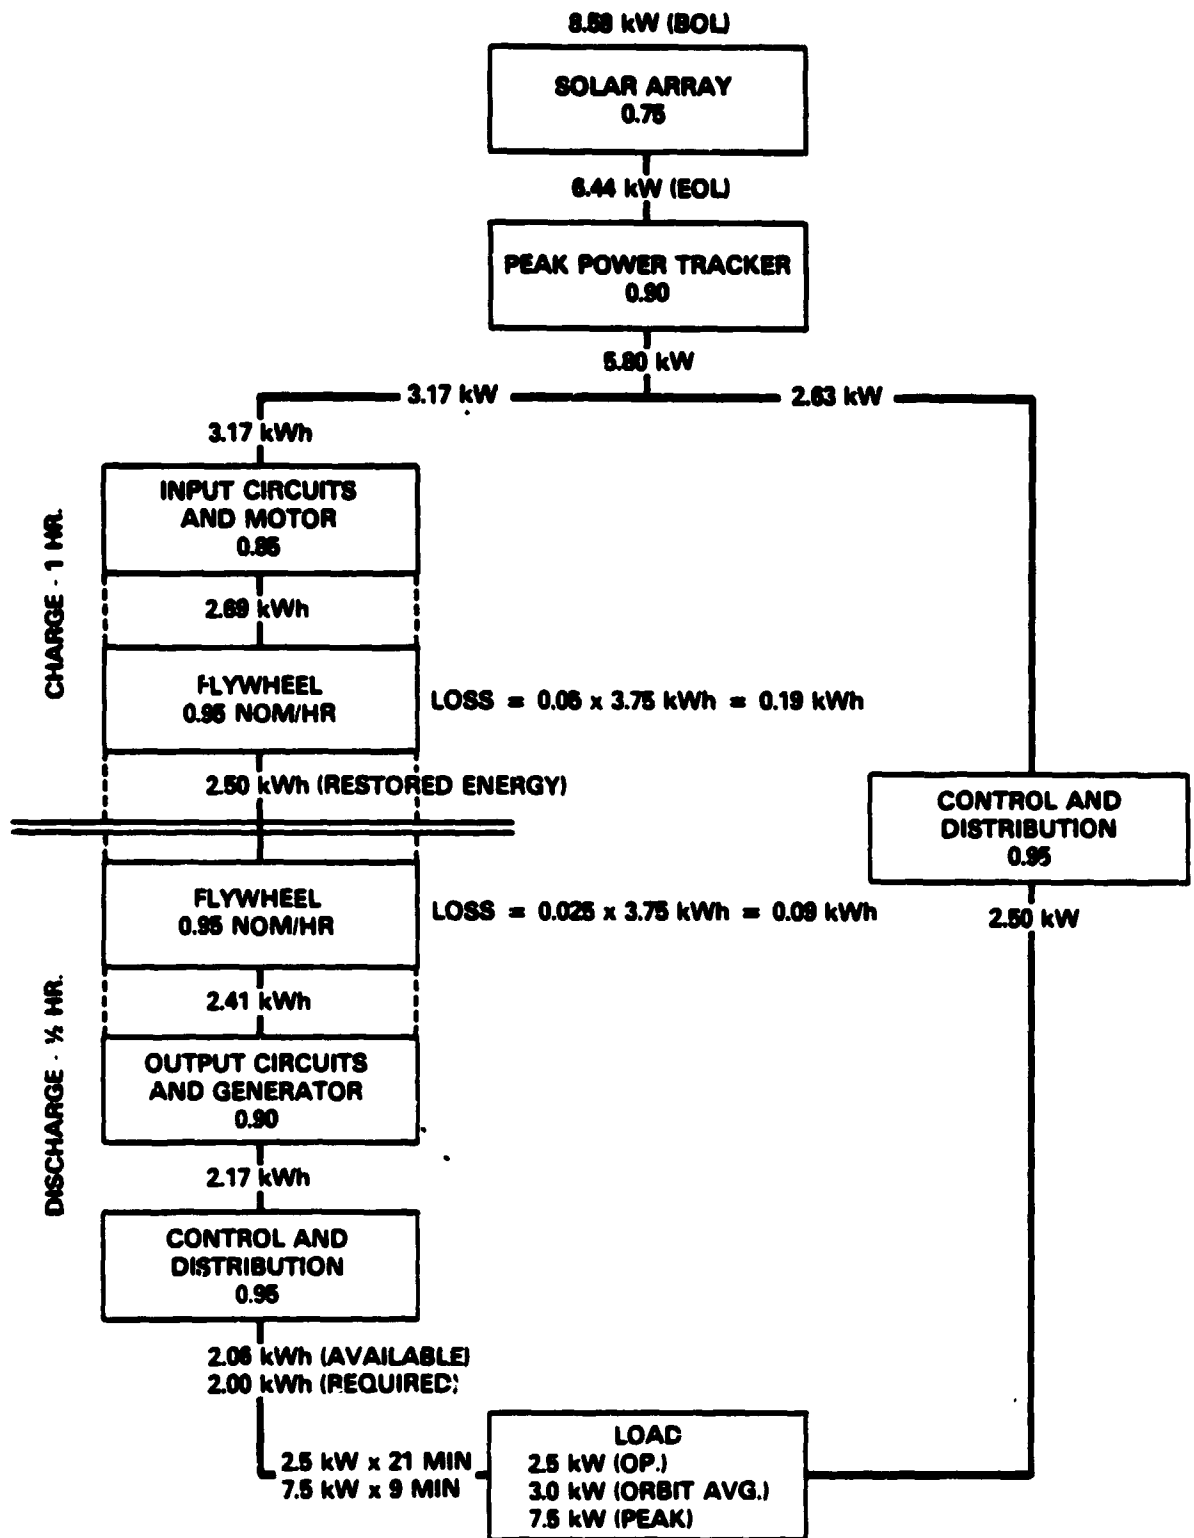 8.58 kW (BOL)
SOLAR ARRAY
0.75
6.44 kW (EOL)
PEAK POWER TRACKER
0.90
5.80 kW
3.17 kW
2.63 kW
3.17 kWh
INPUT CIRCUITS
AND MOTOR
0.85
CHARGE - 1 HR.
2.69 kWh
FLYWHEEL
0.95 NOM/HR
LOSS = 0.05 x 3.75 kWh = 0.19 kWh
2.50 kWh (RESTORED ENERGY)
CONTROL AND
DISTRIBUTION
0.95
2.50 kW
FLYWHEEL
0.95 NOM/HR
LOSS = 0.025 x 3.75 kWh = 0.09 kWh
2.41 kWh
OUTPUT CIRCUITS
AND GENERATOR
0.90
DISCHARGE - ½ HR.
2.17 kWh
CONTROL AND
DISTRIBUTION
0.95
2.06 kWh (AVAILABLE)
2.00 kWh (REQUIRED)
2.5 kW x 21 MIN
7.5 kW x 9 MIN
LOAD
2.5 kW (OP.)
3.0 kW (ORBIT AVG.)
7.5 kW (PEAK)